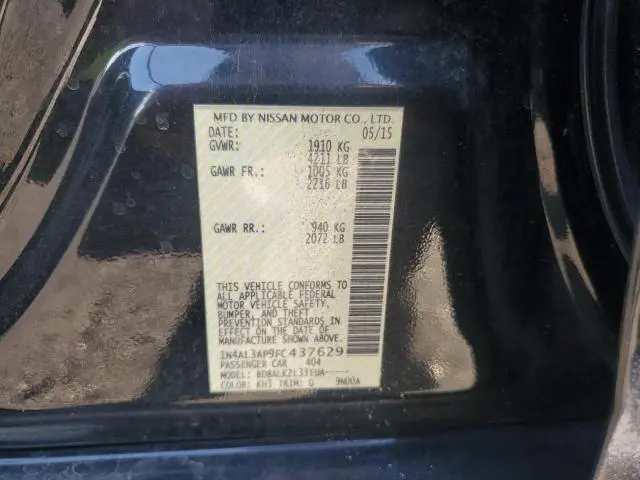 MFD BY NISSAN MOTOR CO., LTD.
DATE: 05/15
GVWR: 1910 KG
4211 LB
GAWR FR.: 1005 KG
2216 LB
GAWR RR.: 940 KG
2072 LB
THIS VEHICLE CONFORMS TO
ALL APPLICABLE FEDERAL
MOTOR VEHICLE SAFETY,
BUMPER, AND THEFT
PREVENTION STANDARDS
IN EFFECT ON THE DATE OF
MANUFACTURE SHOWN ABOVE.
1N4AL3AP9FC437629
PASSENGER CAR 404
MODEL: BDBALKZL33EUA-----
COLOR: KH3 TRIM: G 9N00A